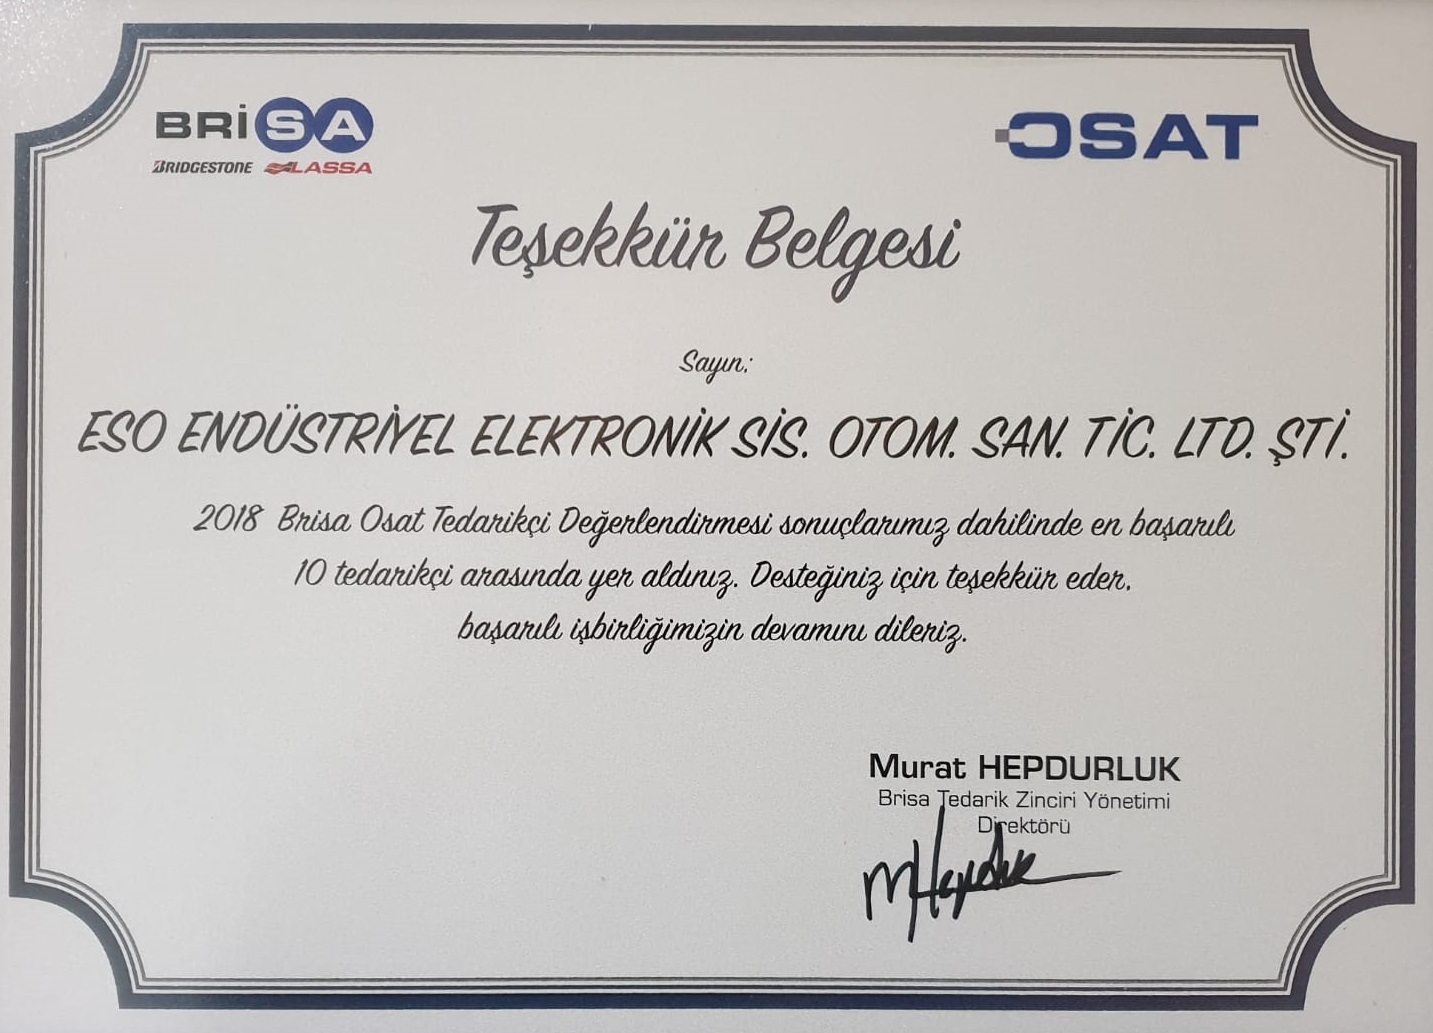 BRİSA
OSAT
BRIDGESTONE LASSA
Teşekkür Belgesi
Sayın:
ESO ENDÜSTRİYEL ELEKTRONİK SİS. OTOM. SAN. TİC. LTD. ŞTİ.
2018 Brisa Osat Tedarikçi Değerlendirmesi sonuçlarımız dahilinde en başarılı
10 tedarikçi arasında yer aldınız. Desteğiniz için teşekkür eder,
başarılı işbirliğimizin devamını dileriz.
Murat HEPDURLUK
Brisa Tedarik Zinciri Yönetimi
Direktörü